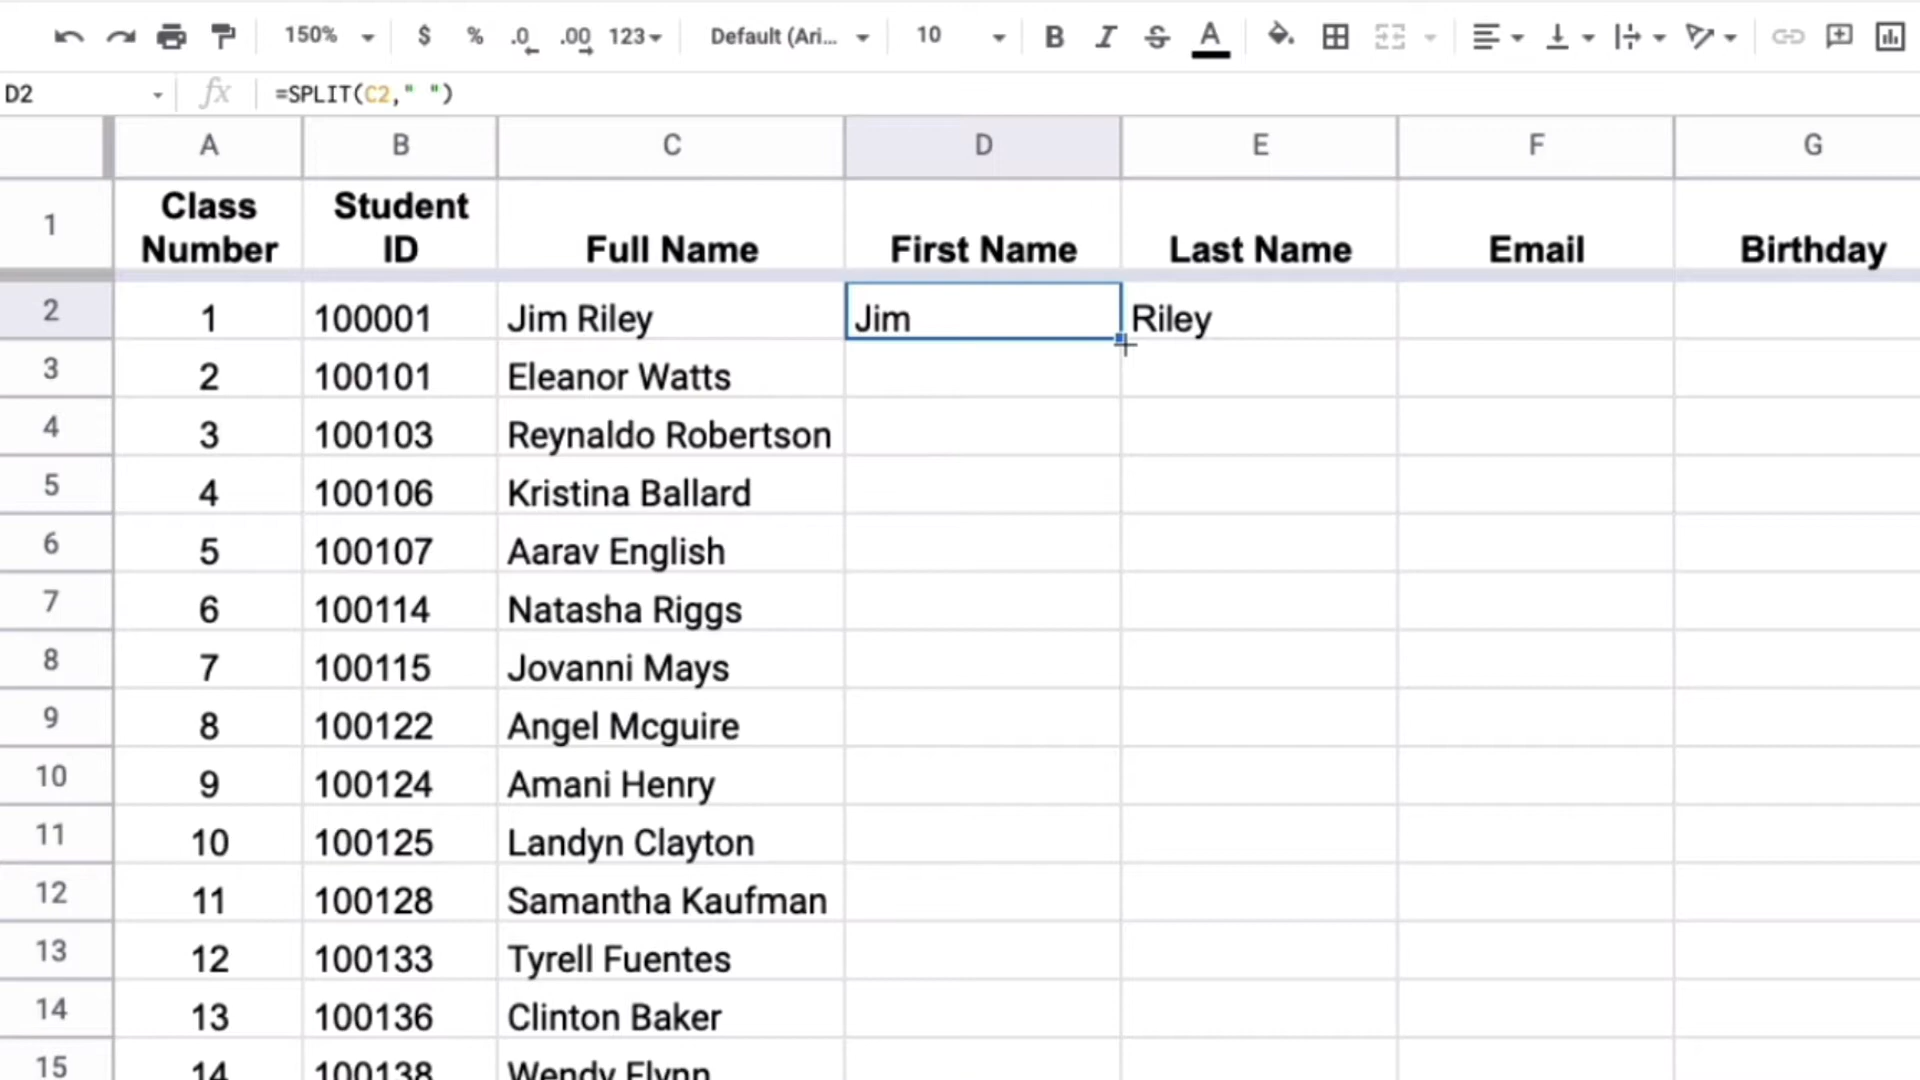 150% $ % .0 .00 123 Default (Ari... 10 B I S A
D2 fx =SPLIT(C2," ")
A B C D E F G
1 Class Number Student ID Full Name First Name Last Name Email Birthday
2 1 100001 Jim Riley Jim Riley
3 2 100101 Eleanor Watts
4 3 100103 Reynaldo Robertson
5 4 100106 Kristina Ballard
6 5 100107 Aarav English
7 6 100114 Natasha Riggs
8 7 100115 Jovanni Mays
9 8 100122 Angel Mcguire
10 9 100124 Amani Henry
11 10 100125 Landyn Clayton
12 11 100128 Samantha Kaufman
13 12 100133 Tyrell Fuentes
14 13 100136 Clinton Baker
15 14 100138 Wendy Flynn